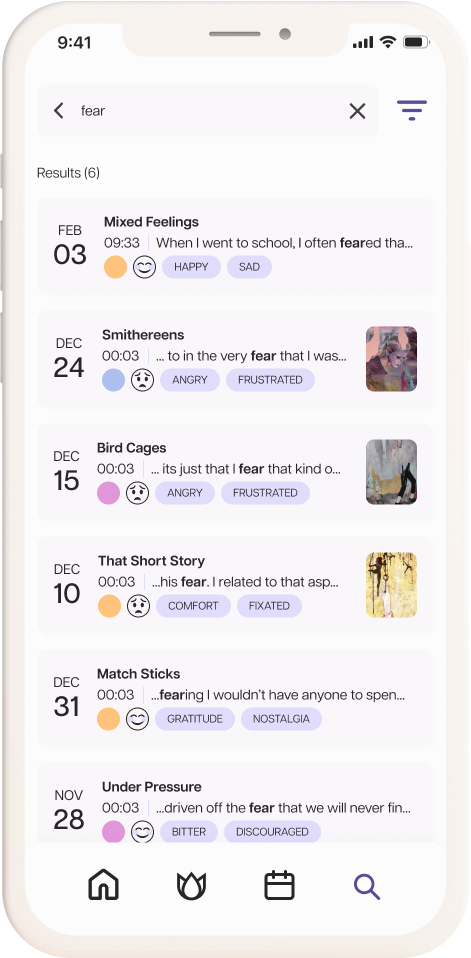 9:41
fear
Results (6)
FEB
03
Mixed Feelings
09:33 When I went to school, I often feared tha...
HAPPY SAD
DEC
24
Smithereens
00:03 ... to in the very fear that I was...
ANGRY FRUSTRATED
DEC
15
Bird Cages
00:03 ... its just that I fear that kind o...
ANGRY FRUSTRATED
DEC
10
That Short Story
00:03 ...his fear. I related to that asp...
COMFORT FIXATED
DEC
31
Match Sticks
00:03 ...fearing I wouldn't have anyone to spen...
GRATITUDE NOSTALGIA
NOV
28
Under Pressure
00:03 ...driven off the fear that we will never fin...
BITTER DISCOURAGED